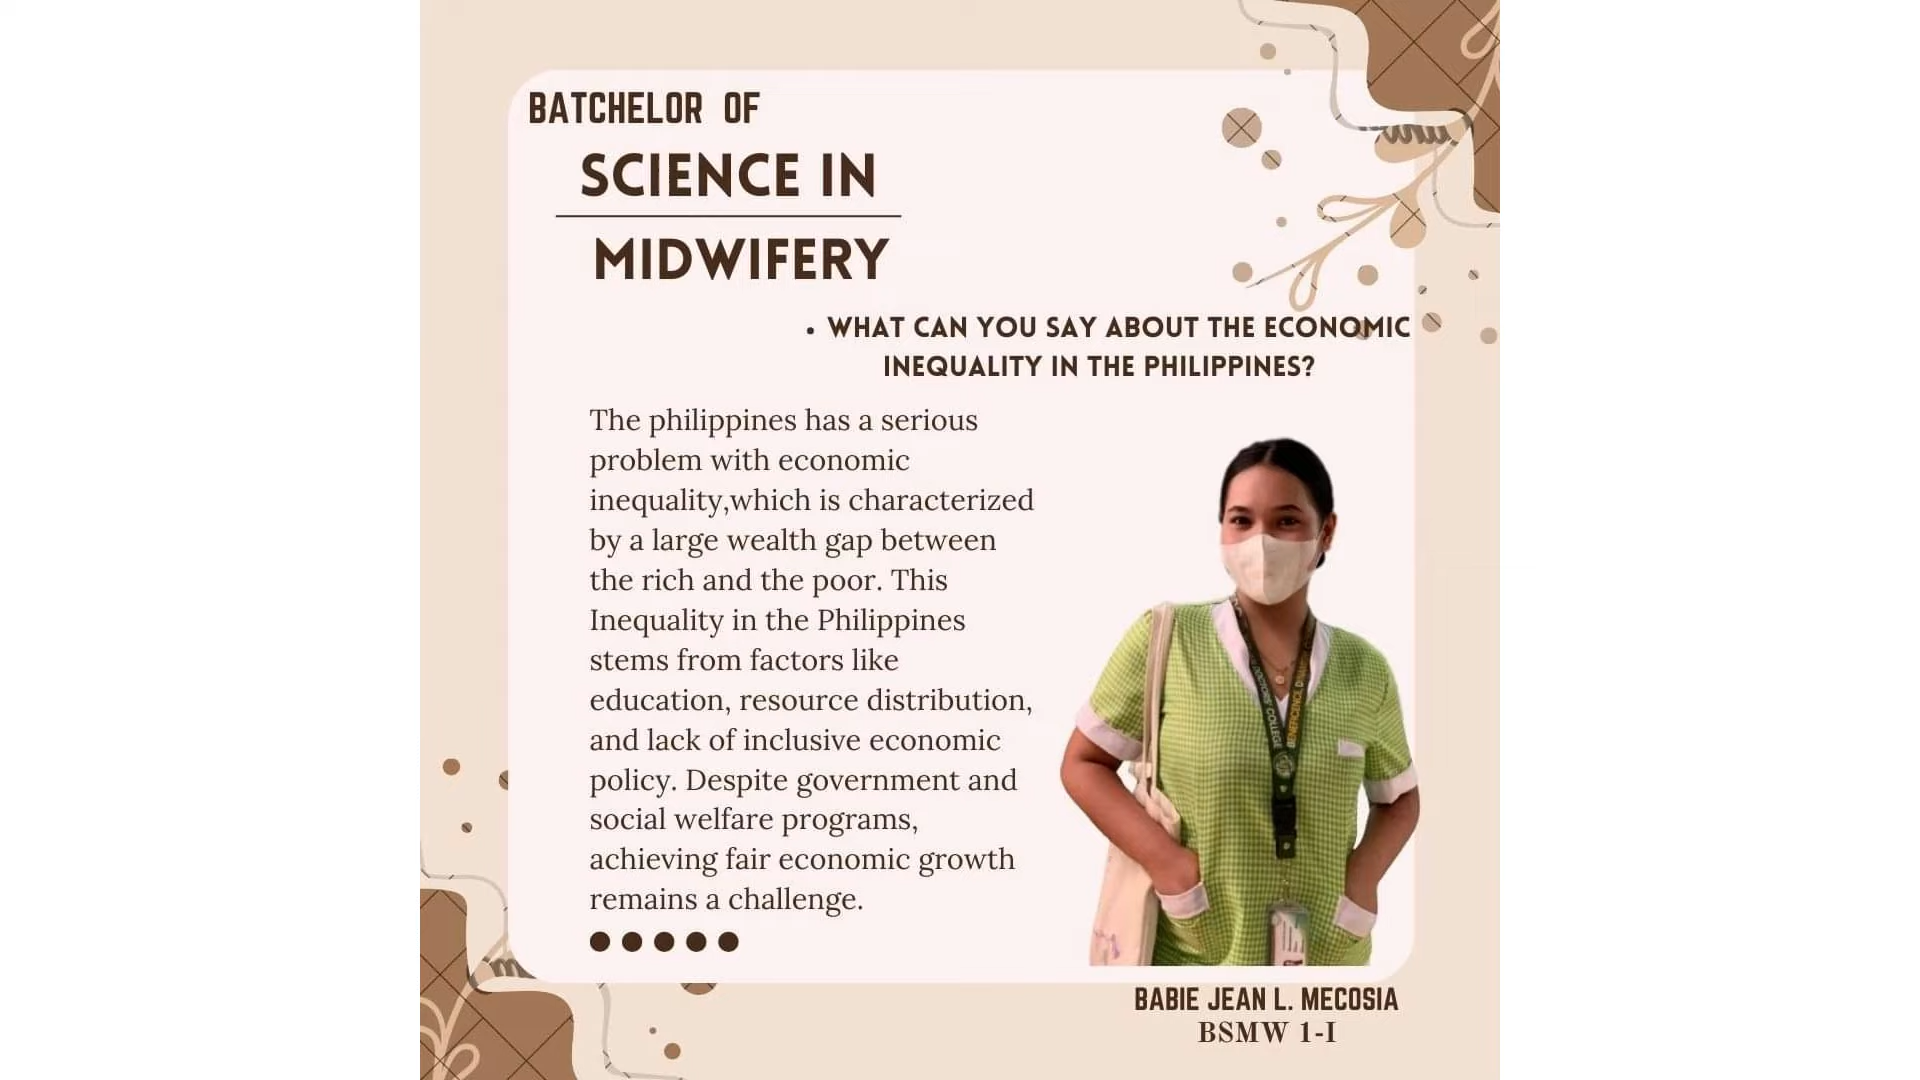 BATCHELOR OF
SCIENCE IN
MIDWIFERY
• WHAT CAN YOU SAY ABOUT THE ECONOMIC
INEQUALITY IN THE PHILIPPINES?
The philippines has a serious
problem with economic
inequality,which is characterized
by a large wealth gap between
the rich and the poor. This
Inequality in the Philippines
stems from factors like
education, resource distribution,
and lack of inclusive economic
policy. Despite government and
social welfare programs,
achieving fair economic growth
remains a challenge.
COLLEGE
BABIE JEAN L. MECOSIA
BSMW 1-I